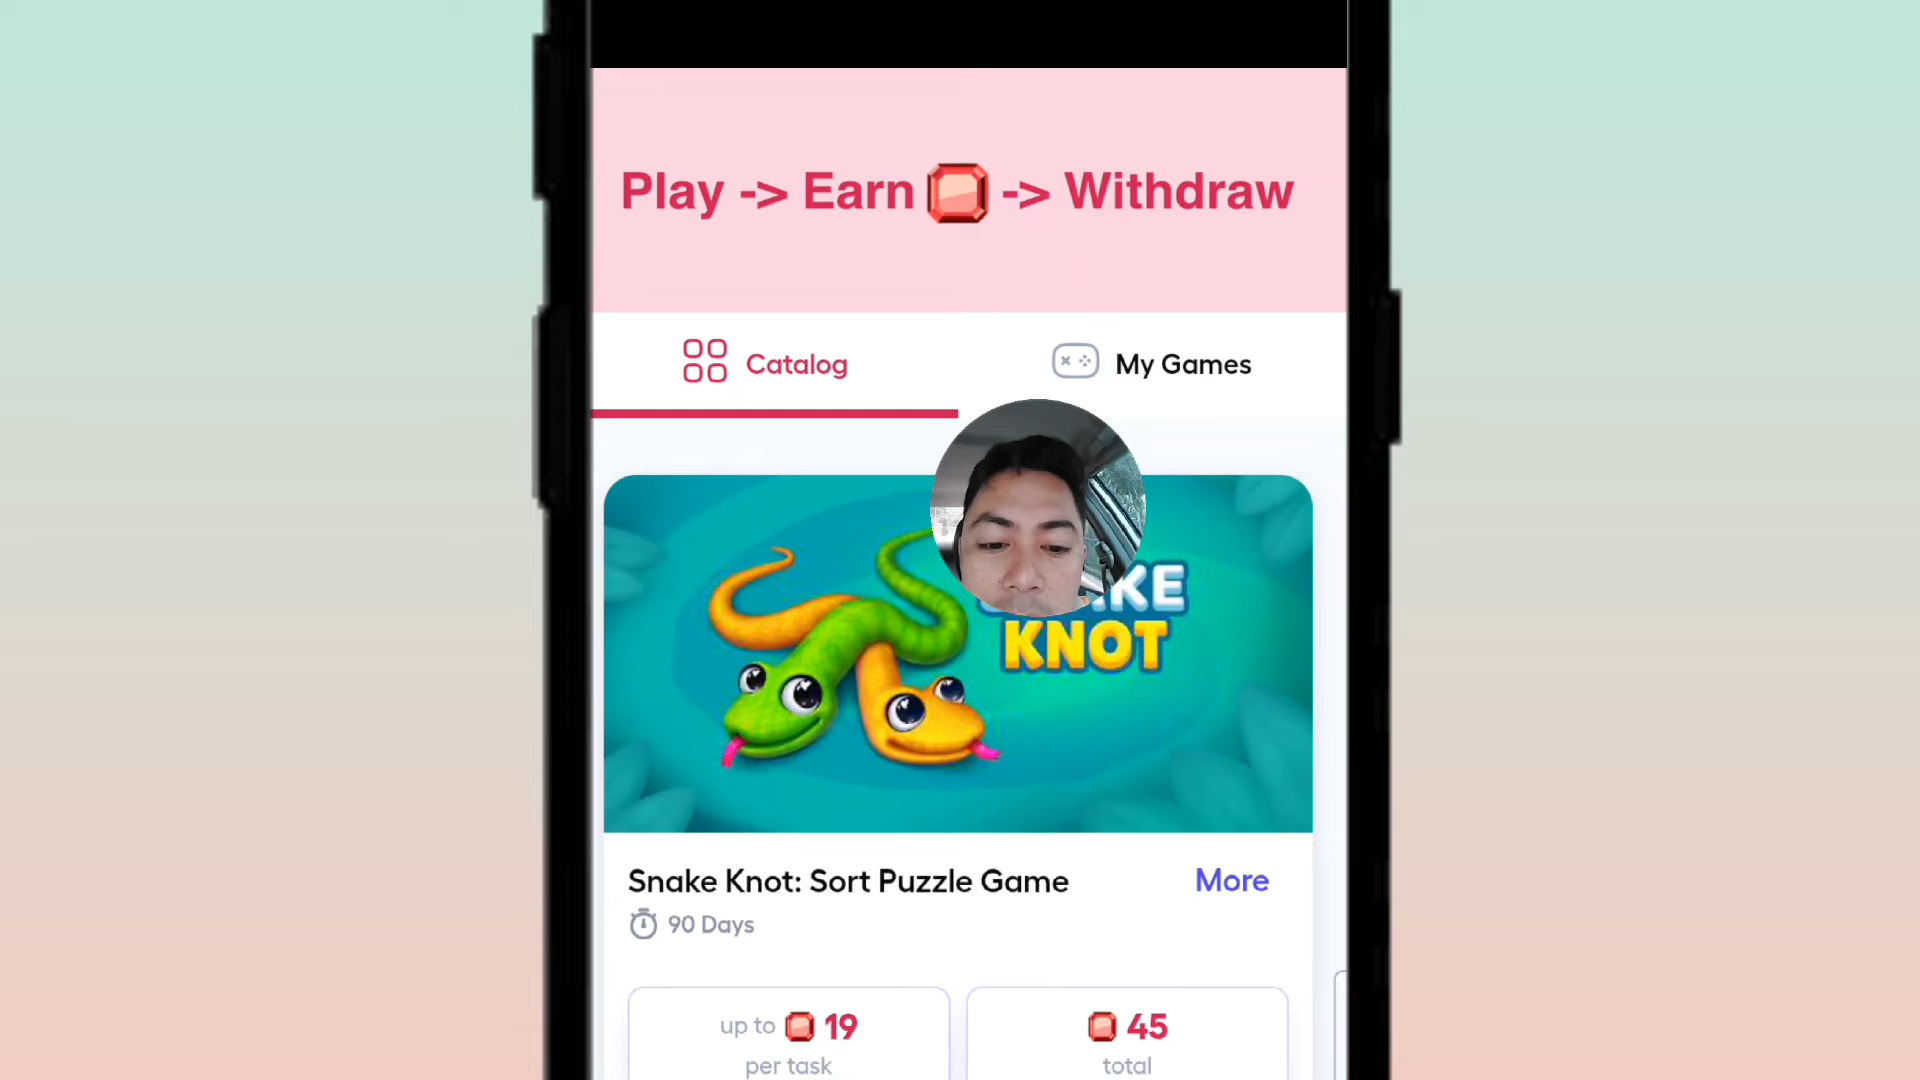 Play -> Earn -> Withdraw
Catalog
My Games
KNOT
Snake Knot: Sort Puzzle Game
More
90 Days
up to 19
per task
45
total